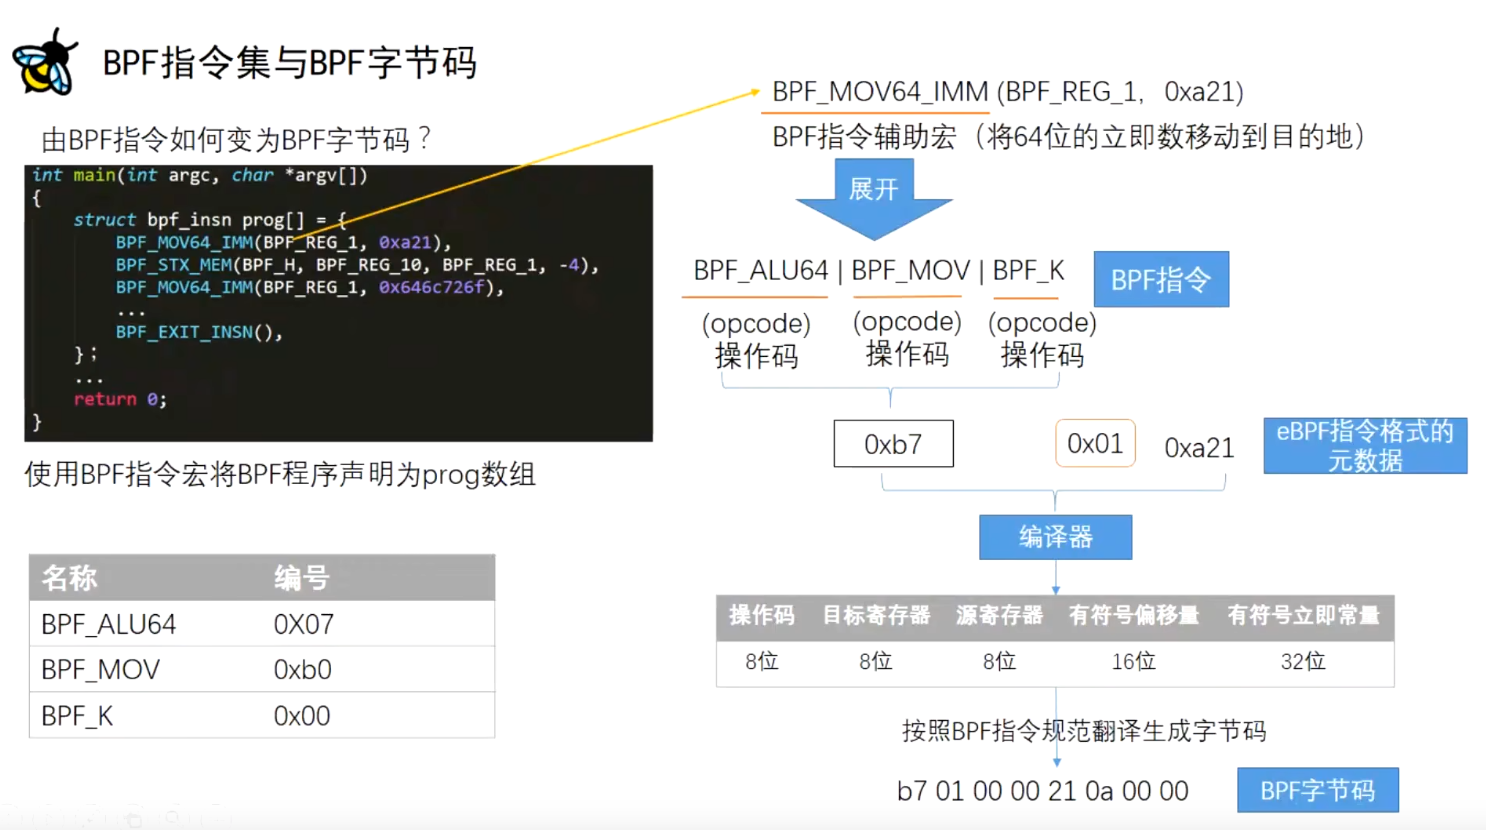 BPF指令集与BPF字节码
由BPF指令如何变为BPF字节码？
int main(int argc, char *argv[])
{
struct bpf_insn prog[] = {
BPF_MOV64_IMM(BPF_REG_1, 0xa21),
BPF_STX_MEM(BPF_H, BPF_REG_10, BPF_REG_1, -4),
BPF_MOV64_IMM(BPF_REG_1, 0x646c726f),
...
BPF_EXIT_INSN(),
};
...
return 0;
}
使用BPF指令宏将BPF程序声明为prog数组
名称 编号
BPF_ALU64 0X07
BPF_MOV 0xb0
BPF_K 0x00
BPF_MOV64_IMM (BPF_REG_1, 0xa21)
BPF指令辅助宏（将64位的立即数移动到目的地）
展开
BPF_ALU64 | BPF_MOV | BPF_K
BPF指令
(opcode) (opcode) (opcode)
操作码 操作码 操作码
0xb7 0x01 0xa21
eBPF指令格式的
元数据
编译器
操作码 目标寄存器 源寄存器 有符号偏移量 有符号立即常量
8位 8位 8位 16位 32位
按照BPF指令规范翻译生成字节码
b7 01 00 00 21 0a 00 00
BPF字节码